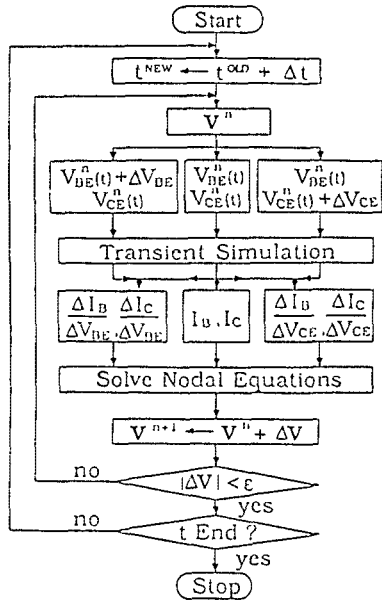 Start
t^NEW ← t^OLD + Δt
V^n
V^n_BE(t) + ΔV_BE
V^n_CE(t)
V^n_BE(t)
V^n_CE(t)
V^n_BE(t)
V^n_CE(t) + ΔV_CE
Transient Simulation
ΔI_B/ΔV_BE, ΔI_C/ΔV_BE
I_B, I_C
ΔI_B/ΔV_CE, ΔI_C/ΔV_CE
Solve Nodal Equations
V^n+1 ← V^n + ΔV
no
|ΔV| < ε
yes
no
t End ?
yes
Stop